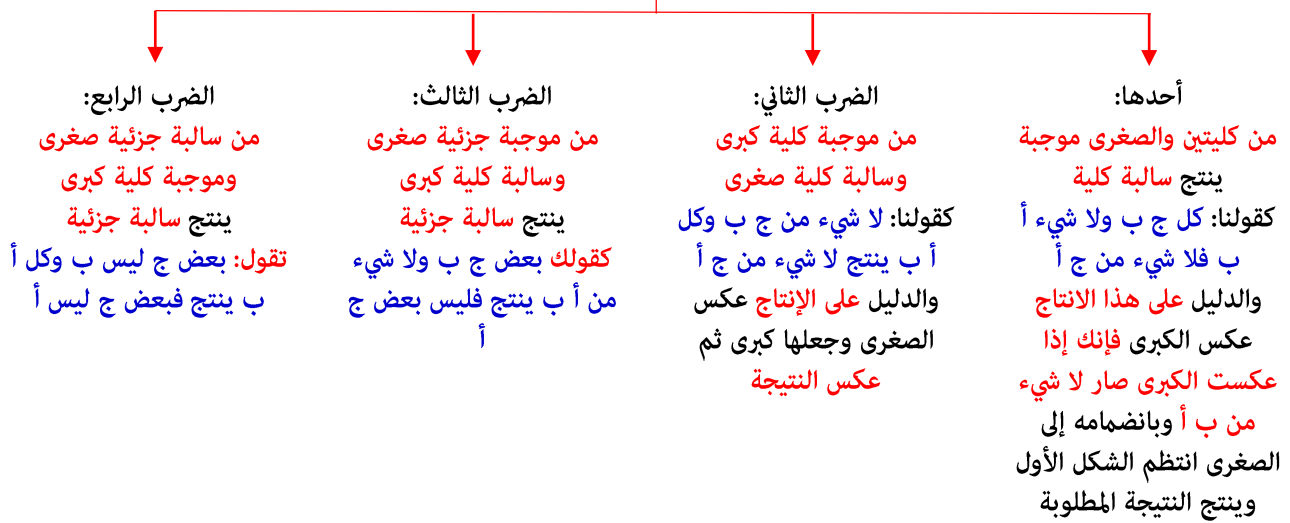 أحدها:
من كليتين والصغرى موجبة
ينتج سالبة كلية
كقولنا: كل ج ب ولا شيء أ
ب فلا شيء من ج أ
والدليل على هذا الانتاج
عكس الكبرى فإنك إذا
عكست الكبرى صار لا شيء
من ب أ وبانضمامه إلى
الصغرى انتظم الشكل الأول
وينتج النتيجة المطلوبة
الضرب الثاني:
من موجبة كلية كبرى
وسالبة كلية صغرى
كقولنا: لا شيء من ج ب وكل
أ ب ينتج لا شيء من ج أ
والدليل على الإنتاج عكس
الصغرى وجعلها كبرى ثم
عكس النتيجة
الضرب الثالث:
من موجبة جزئية صغرى
وسالبة كلية كبرى
ينتج سالبة جزئية
كقولك بعض ج ب ولا شيء
من أ ب ينتج فليس بعض ج
أ
الضرب الرابع:
من سالبة جزئية صغرى
وموجبة كلية كبرى
ينتج سالبة جزئية
تقول: بعض ج ليس ب وكل أ
ب ينتج فبعض ج ليس أ